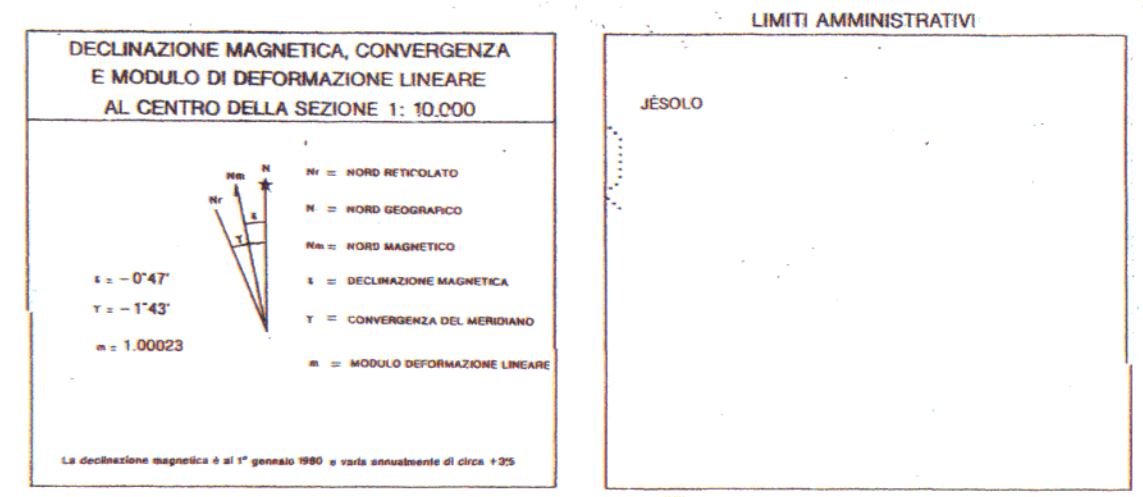 DECLINAZIONE MAGNETICA, CONVERGENZA
E MODULO DI DEFORMAZIONE LINEARE
AL CENTRO DELLA SEZIONE 1: 10.000
N
Nm
Nr
ε
γ
Nr = NORD RETICOLATO
N = NORD GEOGRAFICO
Nm = NORD MAGNETICO
ε = DECLINAZIONE MAGNETICA
γ = CONVERGENZA DEL MERIDIANO
m = MODULO DEFORMAZIONE LINEARE
ε = – 0°47'
γ = – 1°43'
m = 1.00023
La declinazione magnetica è al 1° gennaio 1980 e varia annualmente di circa +3'5
LIMITI AMMINISTRATIVI
JÈSOLO